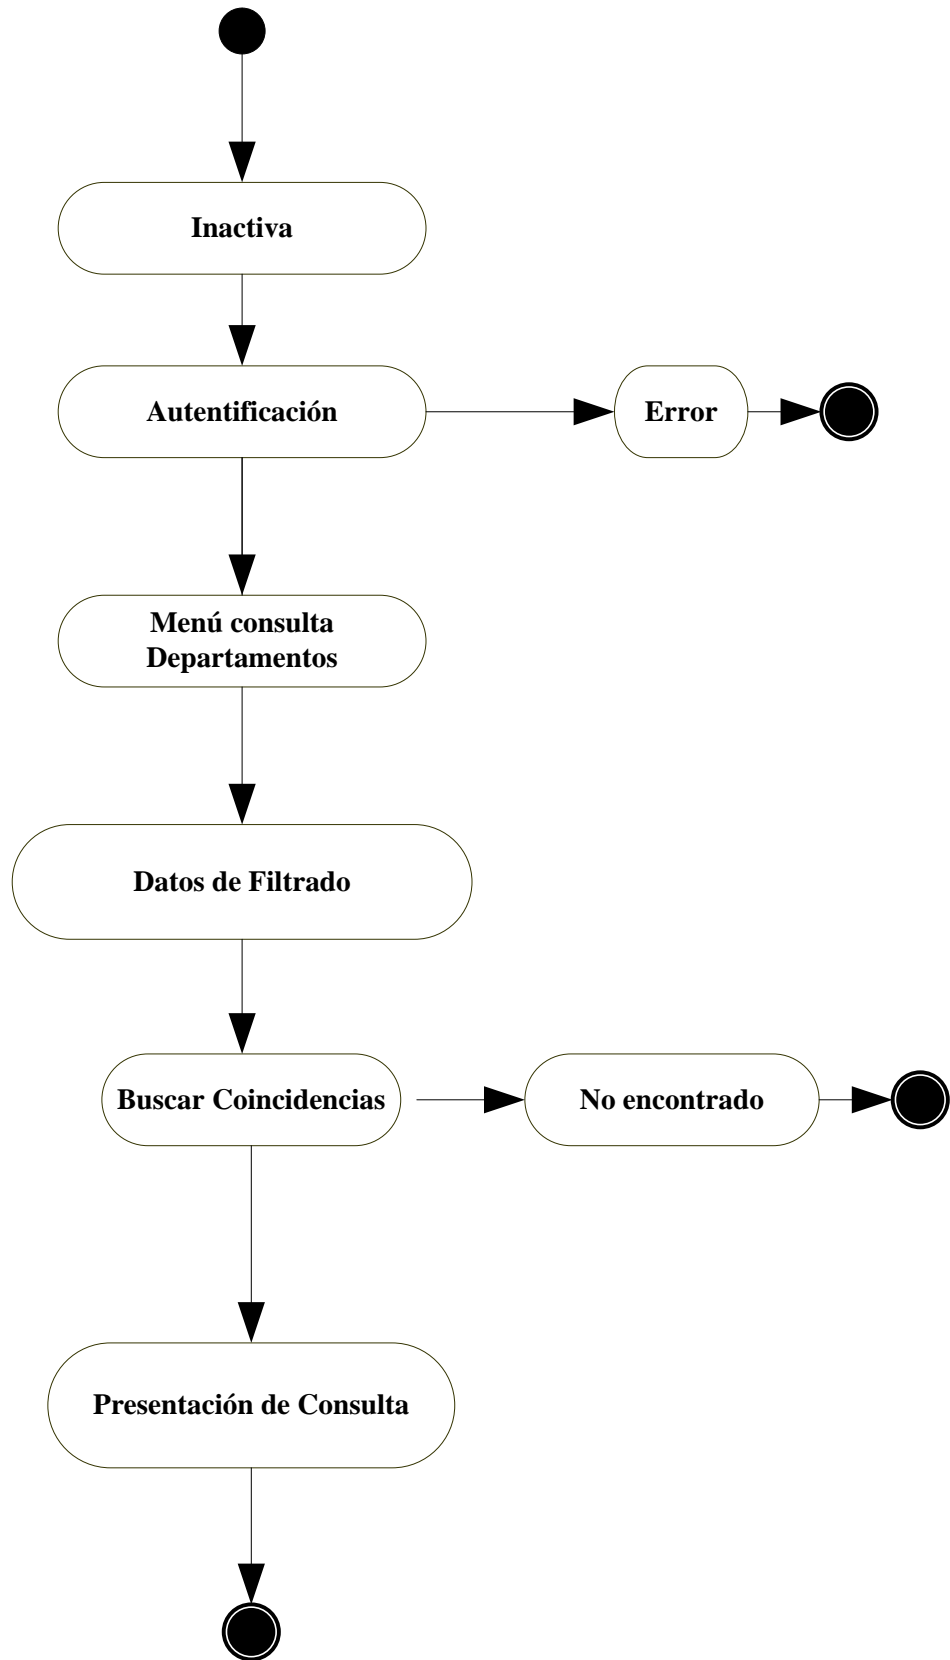 Inactiva
Autentificación
Error
Menú consulta
Departamentos
Datos de Filtrado
Buscar Coincidencias
No encontrado
Presentación de Consulta